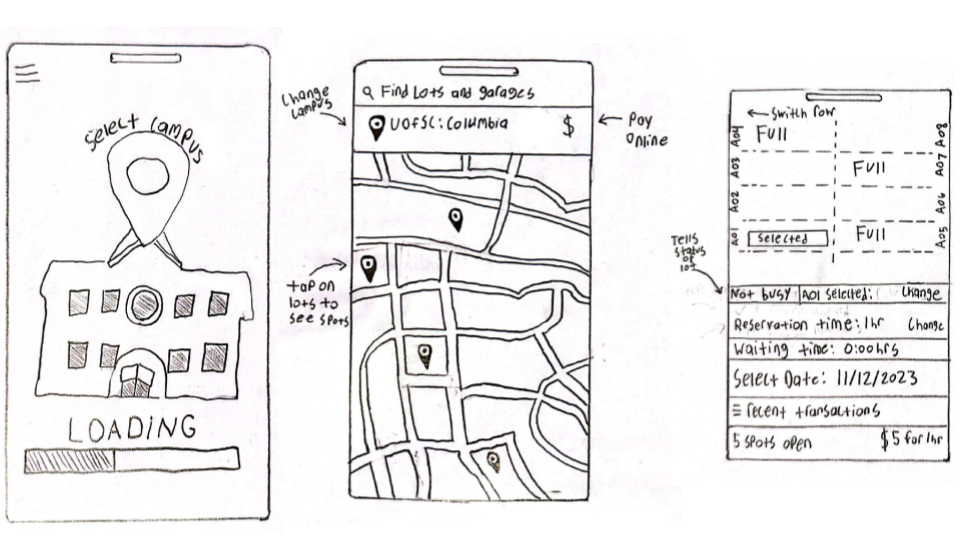 select campus
LOADING
Change
campus
Find Lots and garages
UofSC: Columbia
$
Pay
Online
tap on
lots to
see spots
Switch row
A04
Full
A08
A03
Full
A07
A02
A06
A01
Selected
Full
A05
Tells
status
of
lot
Not busy
A01 selected:
Change
Reservation time: 1hr
Change
Waiting time: 0:00hrs
Select Date: 11/12/2023
recent transactions
5 spots open
$5 for 1hr